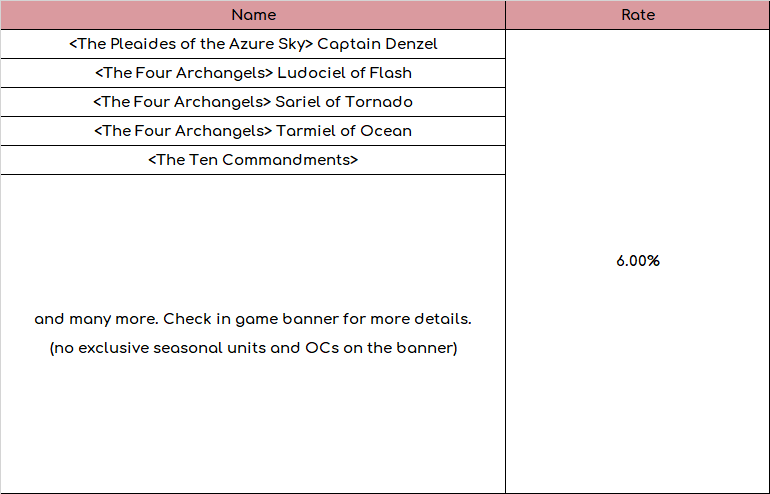 Name Rate
<The Pleaides of the Azure Sky> Captain Denzel
<The Four Archangels> Ludociel of Flash
<The Four Archangels> Sariel of Tornado
<The Four Archangels> Tarmiel of Ocean
<The Ten Commandments>
6.00%
and many more. Check in game banner for more details.
(no exclusive seasonal units and OCs on the banner)